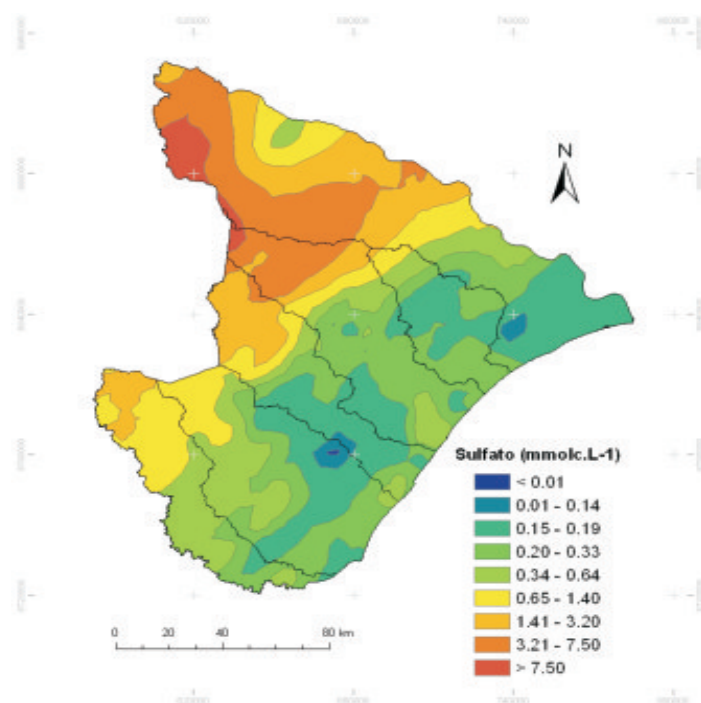 N
Sulfato (mmolc.L-1)
< 0.01
0.01 - 0.14
0.15 - 0.19
0.20 - 0.33
0.34 - 0.64
0.65 - 1.40
1.41 - 3.20
3.21 - 7.50
> 7.50
0 20 40 80 km